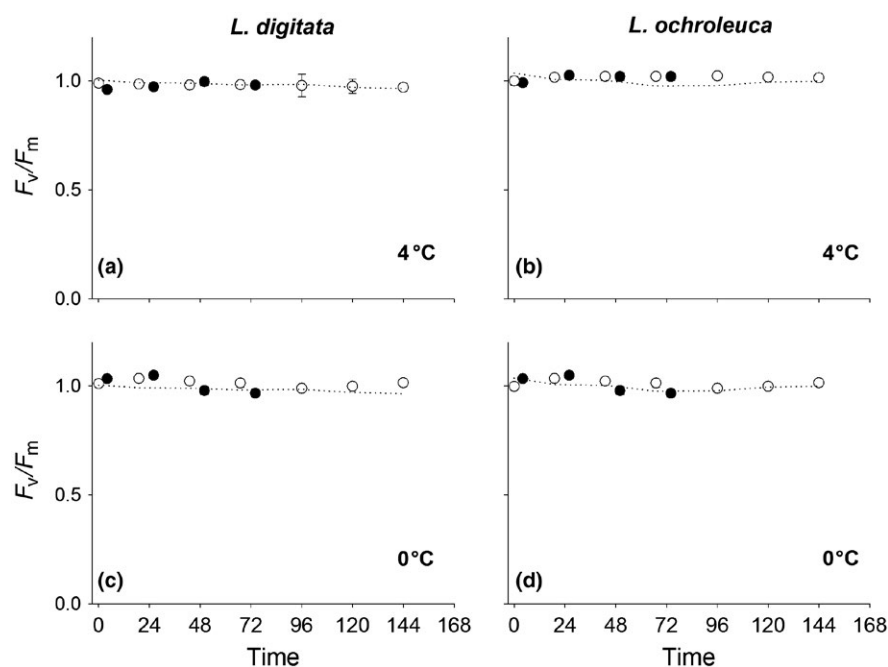 L. digitata
L. ochroleuca
Fv/Fm
1.0
0.5
0.0
(a)
4 °C
(b)
4 °C
Fv/Fm
1.0
0.5
0.0
(c)
0 °C
(d)
0 °C
0 24 48 72 96 120 144 168
0 24 48 72 96 120 144 168
Time
Time